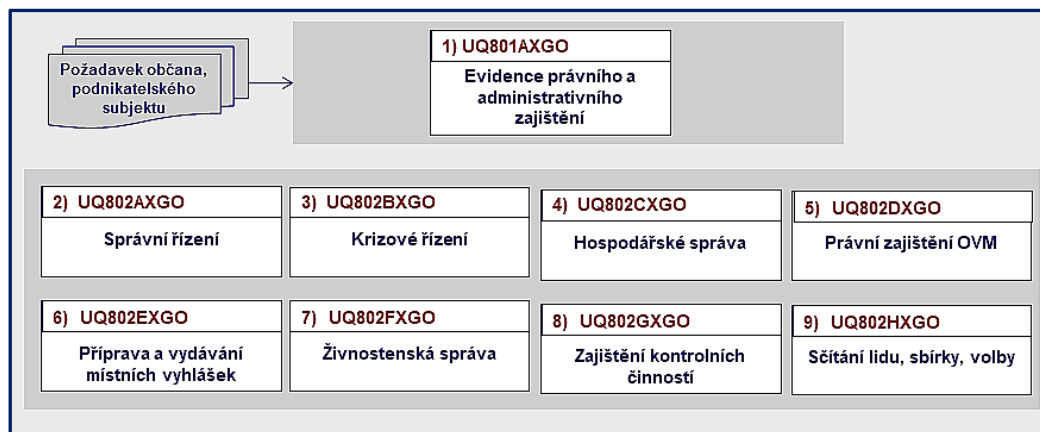 Požadavek občana,
podnikatelského
subjektu
1) UQ801AXGO
Evidence právního a
administrativního
zajištění
2) UQ802AXGO
Správní řízení
3) UQ802BXGO
Krizové řízení
4) UQ802CXGO
Hospodářské správa
5) UQ802DXGO
Právní zajištění OVM
6) UQ802EXGO
Příprava a vydávání
místních vyhlášek
7) UQ802FXGO
Živnostenská správa
8) UQ802GXGO
Zajištění kontrolních
činností
9) UQ802HXGO
Sčítání lidu, sbírky, volby